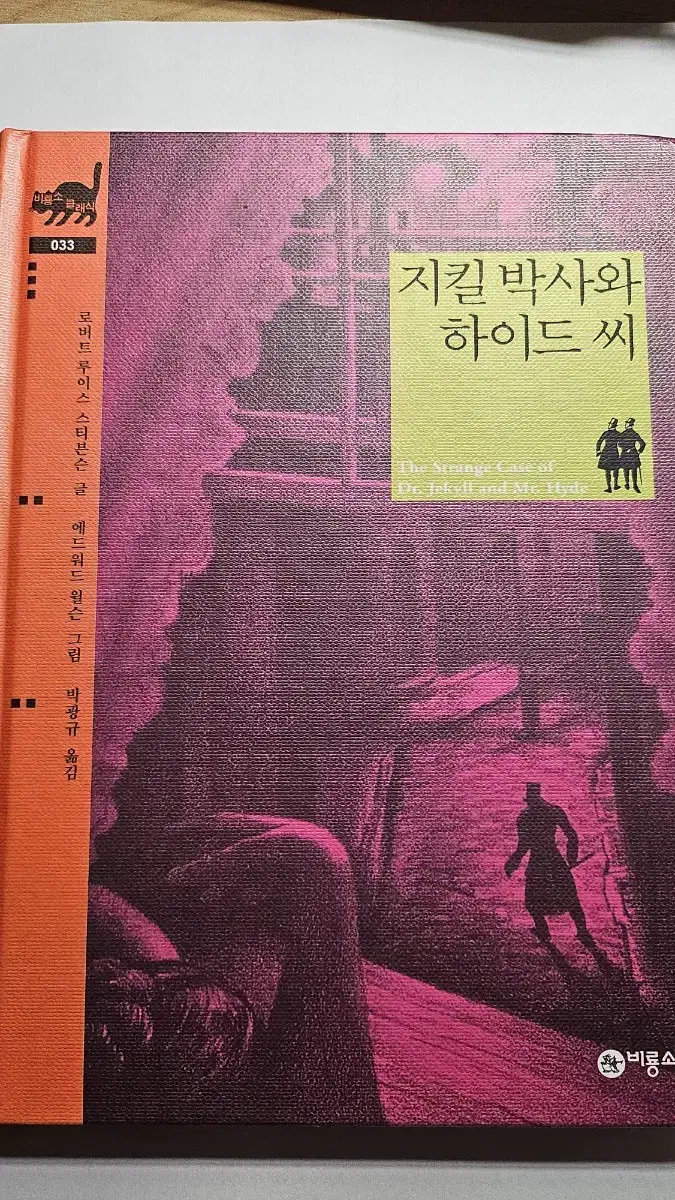 비룡소 클래식
033
지킬 박사와
하이드 씨
The Strange Case of
Dr. Jekyll and Mr. Hyde
로버트 루이스 스티븐슨 글 에드워드 윌슨 그림 박광규 옮김
비룡소